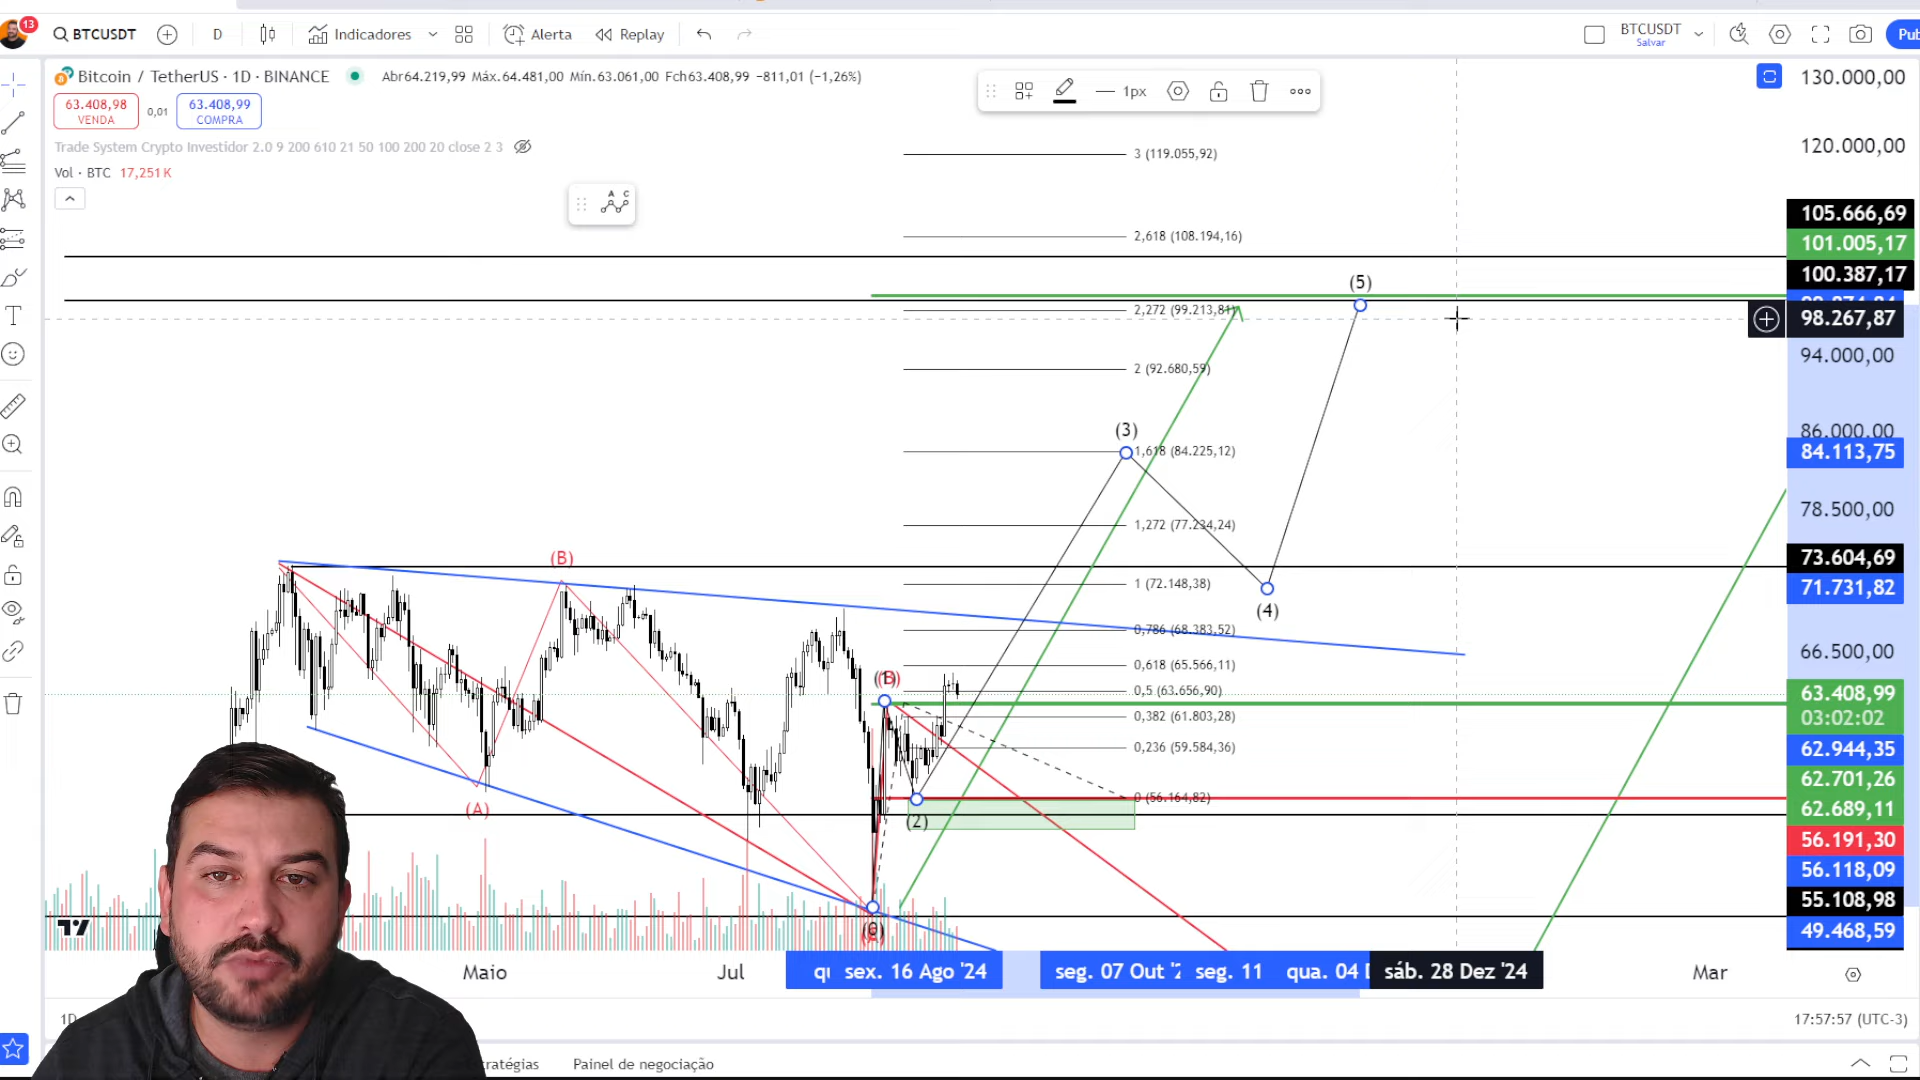 13
BTCUSDT
D
Indicadores
Alerta
Replay
BTCUSDT
Salvar
Pub
Bitcoin / TetherUS · 1D · BINANCE
Abr64.219,99 Máx.64.481,00 Mín.63.061,00 Fch63.408,99 −811,01 (−1,26%)
63.408,98
VENDA
0,01
63.408,99
COMPRA
Trade System Crypto Investidor 2.0 9 200 610 21 50 100 200 20 close 2 3
Vol · BTC 17,251K
1px
A C
130.000,00
120.000,00
105.666,69
101.005,17
100.387,17
98.267,87
94.000,00
86.000,00
84.113,75
78.500,00
73.604,69
71.731,82
66.500,00
63.408,99
03:02:02
62.944,35
62.701,26
62.689,11
56.191,30
56.118,09
55.108,98
49.468,59
3 (119.055,92)
2,618 (108.194,16)
(5)
2,272 (99.213,81)
2 (92.680,59)
(3)
1,618 (84.225,12)
1,272 (77.234,24)
1 (72.148,38)
(4)
0,786 (68.383,52)
0,618 (65.566,11)
0,5 (63.656,90)
0,382 (61.803,28)
0,236 (59.584,36)
0 (56.164,82)
(B)
(A)
(B)
(2)
Maio
Jul
qu
sex. 16 Ago '24
seg. 07 Out '2
seg. 11
qua. 04 D
sáb. 28 Dez '24
Mar
1D
17:57:57 (UTC-3)
tratégias
Painel de negociação